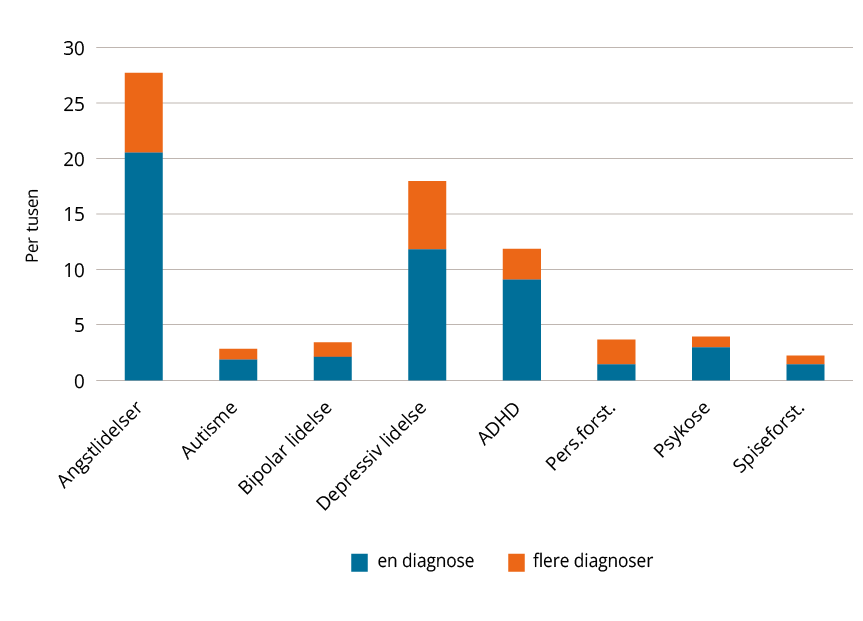 30
25
20
15
10
5
0
Per tusen
Angstlidelser
Autisme
Bipolar lidelse
Depressiv lidelse
ADHD
Pers.forst.
Psykose
Spiseforst.
en diagnose
flere diagnoser